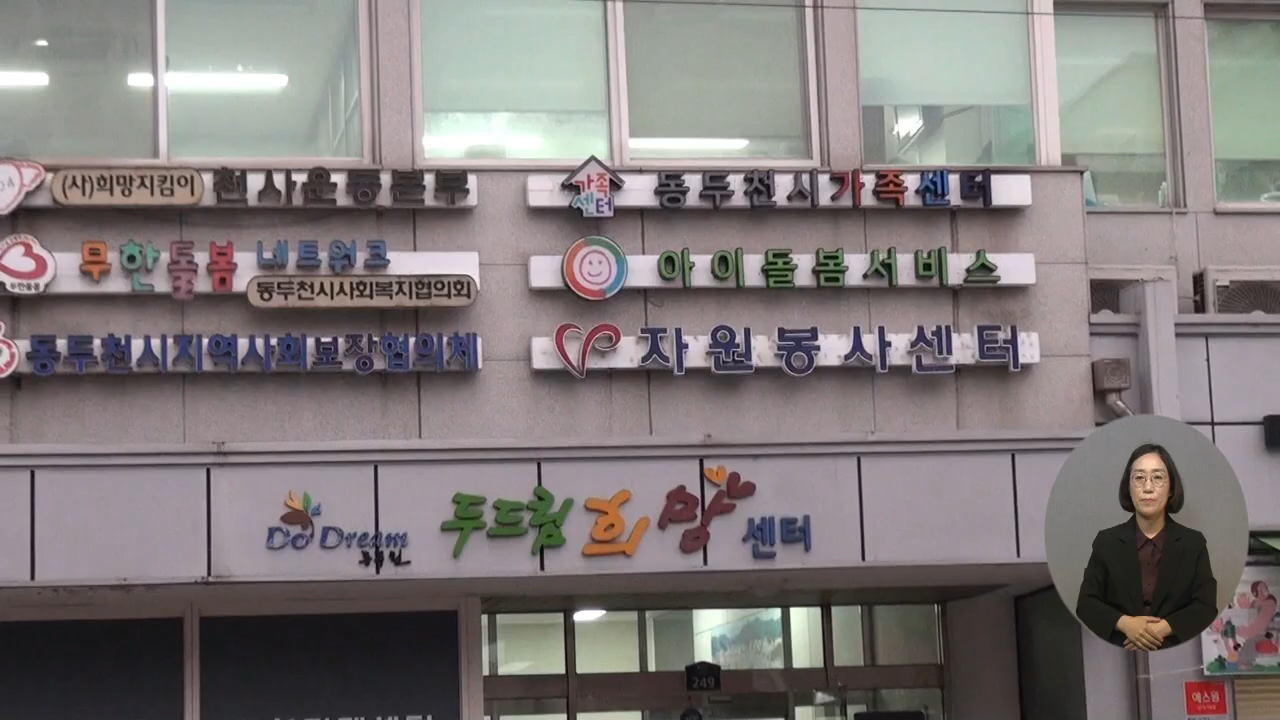 (사)희망지킴이 천사운동본부
무한돌봄 네트워크
동두천시사회복지협의회
동두천시지역사회보장협의체
가족센터 동두천시가족센터
아이돌봄서비스
자원봉사센터
Do Dream 두드림희망센터
249
에스원